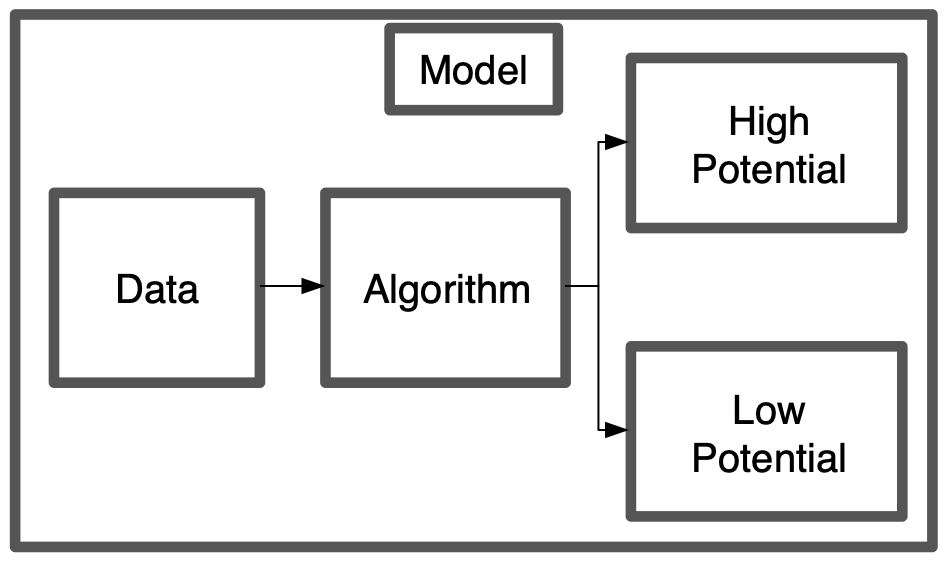 Model
High
Potential
Data
Algorithm
Low
Potential